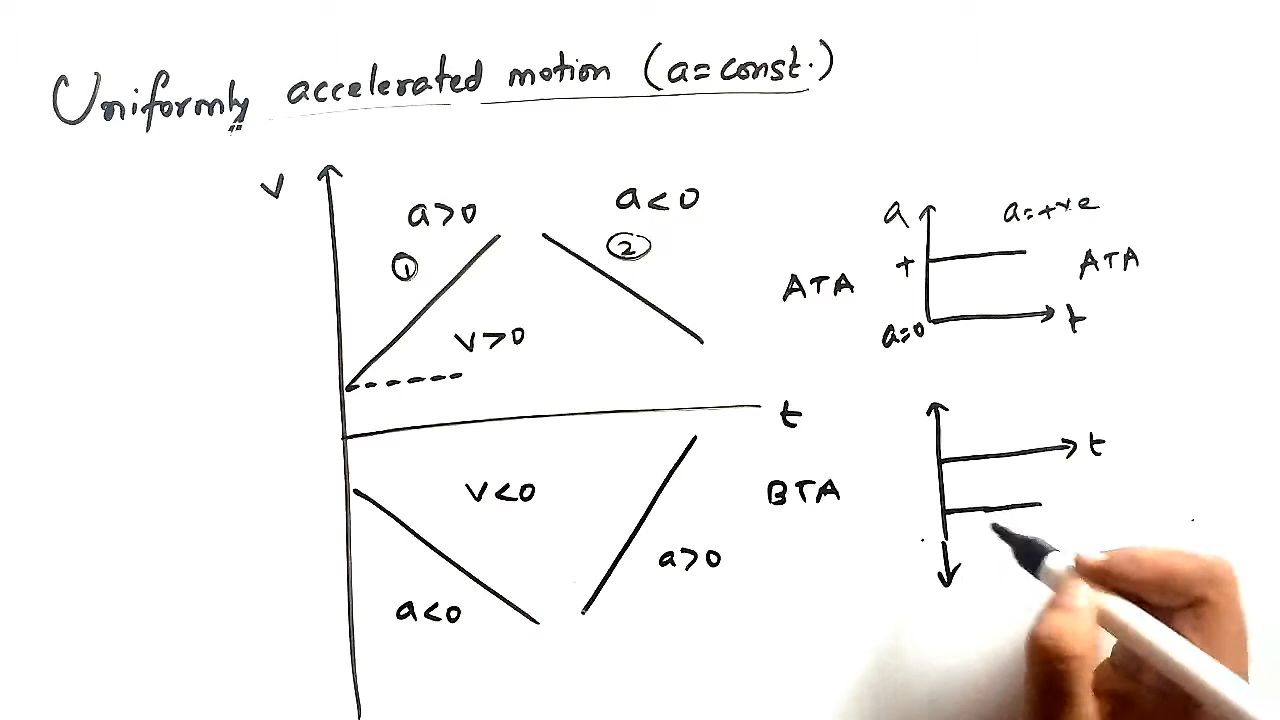 Uniformly accelerated motion (a=const.)
v
a>0
a<0
①
②
v>0
t
ATA
a
a=+ve
+
ATA
a=0
t
v<0
BTA
a>0
a<0
t